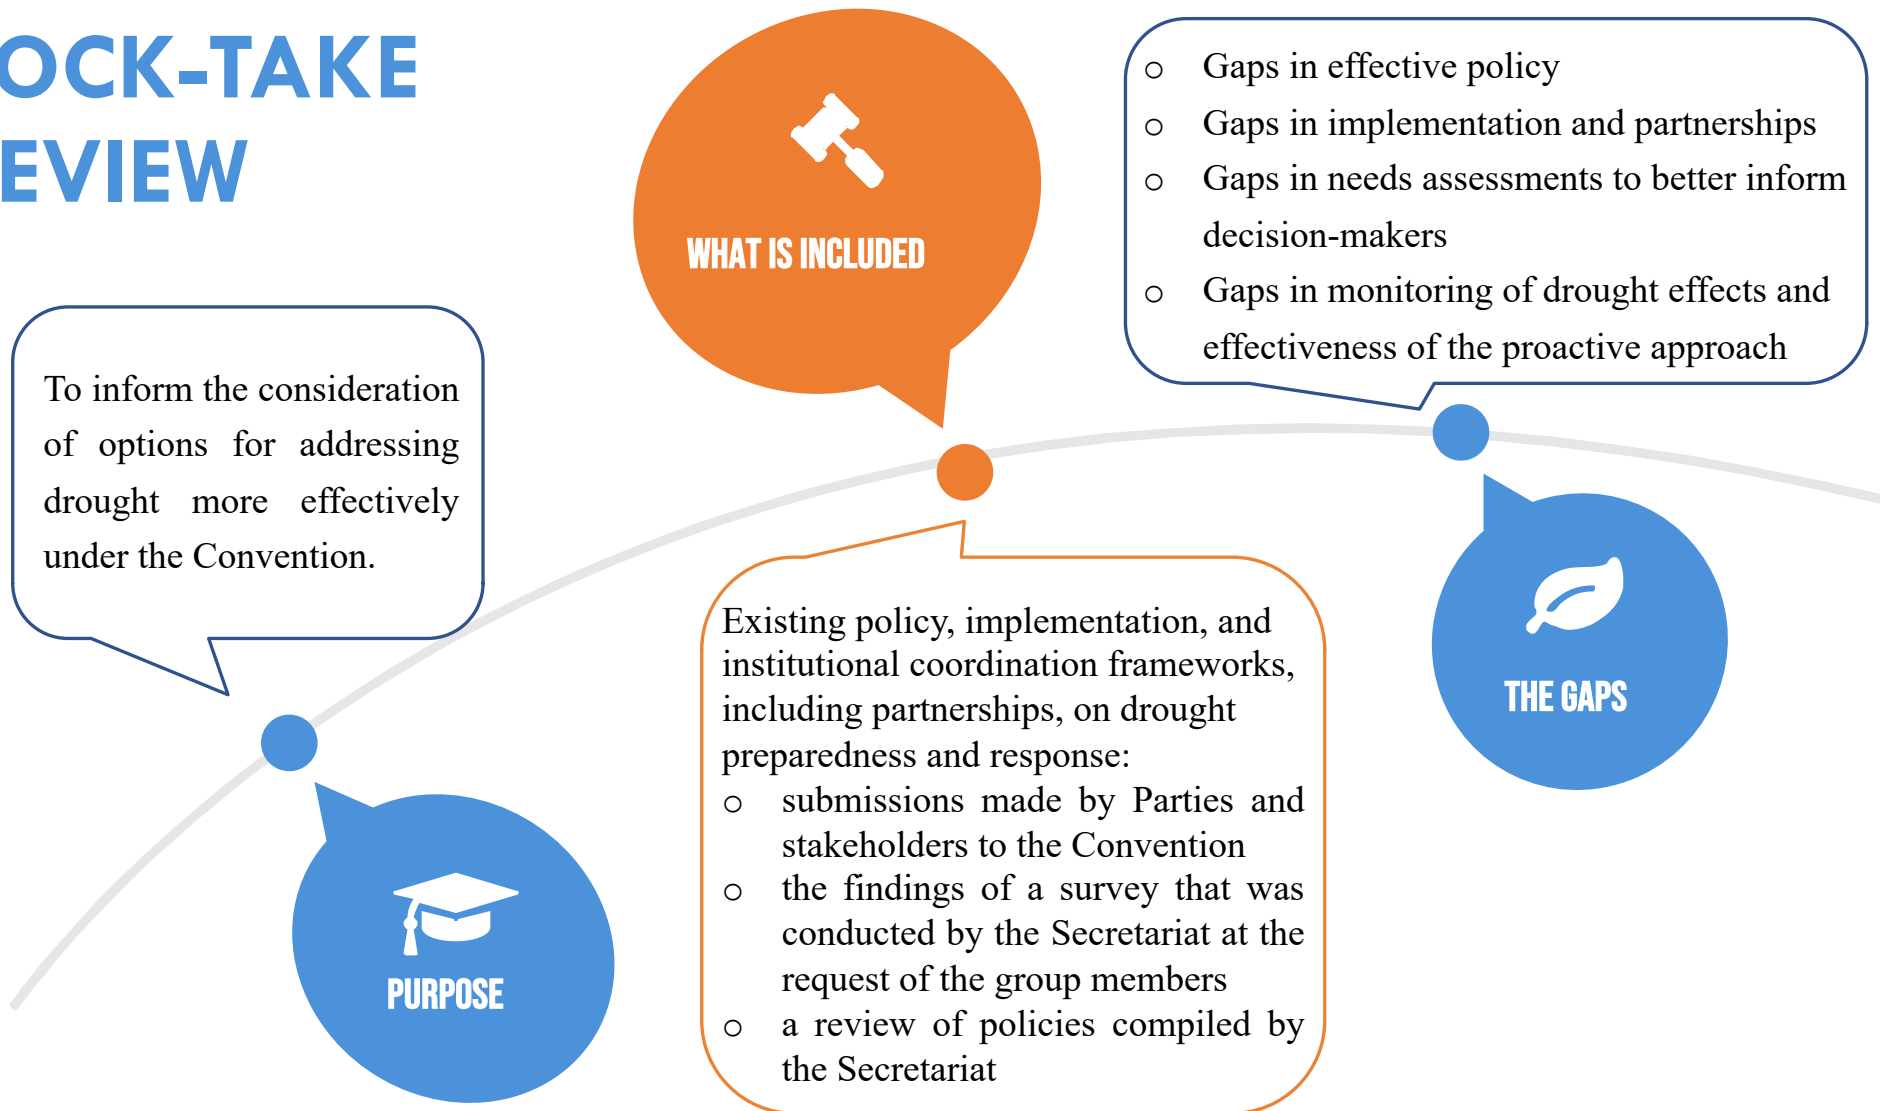 OCK-TAKE
EVIEW
To inform the consideration
of options for addressing
drought more effectively
under the Convention.
PURPOSE
WHAT IS INCLUDED
Existing policy, implementation, and
institutional coordination frameworks,
including partnerships, on drought
preparedness and response:
o submissions made by Parties and
stakeholders to the Convention
o the findings of a survey that was
conducted by the Secretariat at the
request of the group members
o a review of policies compiled by
the Secretariat
o Gaps in effective policy
o Gaps in implementation and partnerships
o Gaps in needs assessments to better inform
decision-makers
o Gaps in monitoring of drought effects and
effectiveness of the proactive approach
THE GAPS